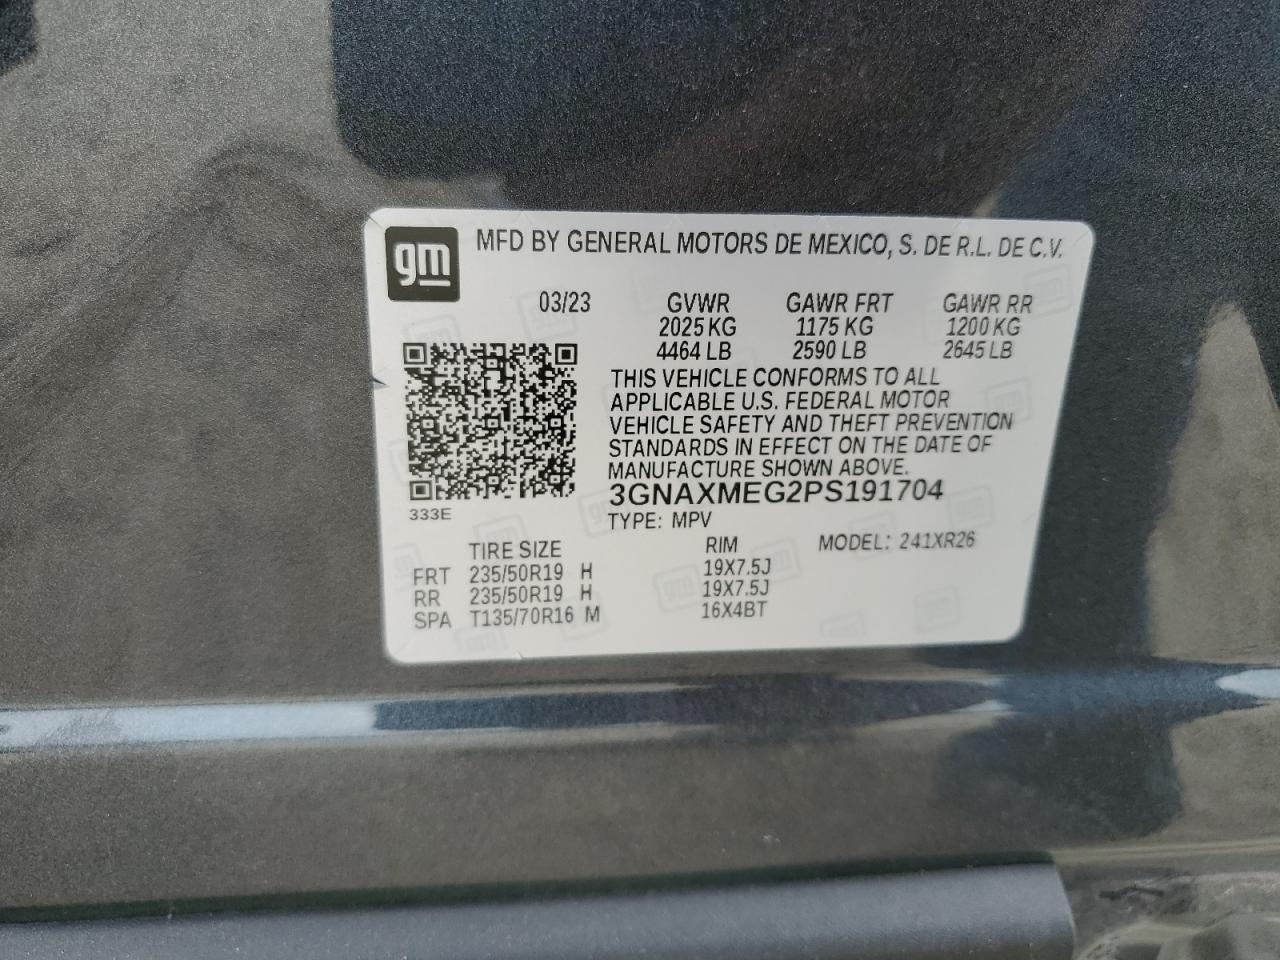 gm MFD BY GENERAL MOTORS DE MEXICO, S. DE R.L. DE C.V.
03/23 GVWR GAWR FRT GAWR RR
2025 KG 1175 KG 1200 KG
4464 LB 2590 LB 2645 LB
THIS VEHICLE CONFORMS TO ALL
APPLICABLE U.S. FEDERAL MOTOR
VEHICLE SAFETY AND THEFT PREVENTION
STANDARDS IN EFFECT ON THE DATE OF
MANUFACTURE SHOWN ABOVE.
3GNAXMEG2PS191704
333E
TYPE: MPV
TIRE SIZE RIM MODEL: 241XR26
FRT 235/50R19 H 19X7.5J
RR 235/50R19 H 19X7.5J
SPA T135/70R16 M 16X4BT